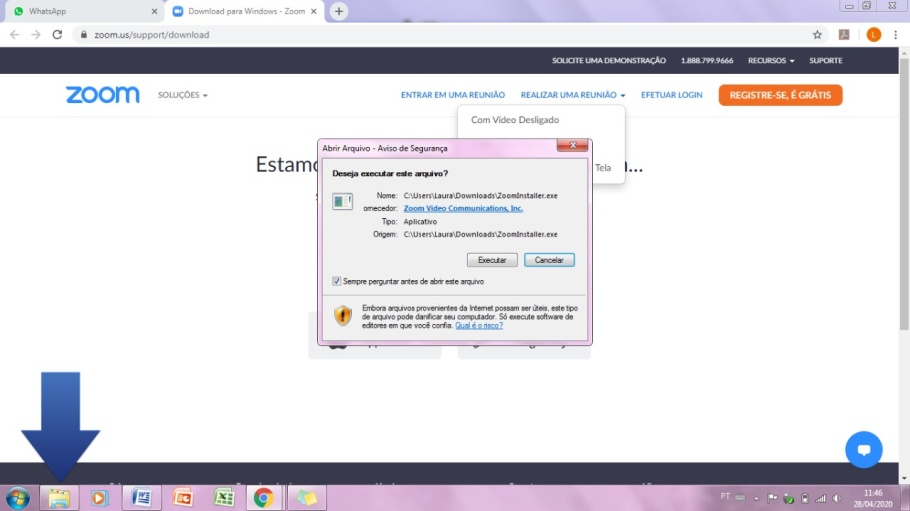 WhatsApp
Download para Windows - Zoom
zoom.us/support/download
L
SOLICITE UMA DEMONSTRAÇÃO 1.888.799.9666 RECURSOS SUPORTE
zoom SOLUÇÕES ENTRAR EM UMA REUNIÃO REALIZAR UMA REUNIÃO EFETUAR LOGIN REGISTRE-SE, É GRÁTIS
Com Vídeo Desligado
Tela
Estamo
Abrir Arquivo - Aviso de Segurança
Deseja executar este arquivo?
Nome: C:\Users\Laura\Downloads\ZoomInstaller.exe
ornecedor: Zoom Video Communications, Inc.
Tipo: Aplicativo
Origem: C:\Users\Laura\Downloads\ZoomInstaller.exe
Executar Cancelar
Sempre perguntar antes de abrir este arquivo
Embora arquivos provenientes da Internet possam ser úteis, este tipo
de arquivo pode danificar seu computador. Só execute software de
editores em que você confia. Qual é o risco?
PT
11:46
28/04/2020